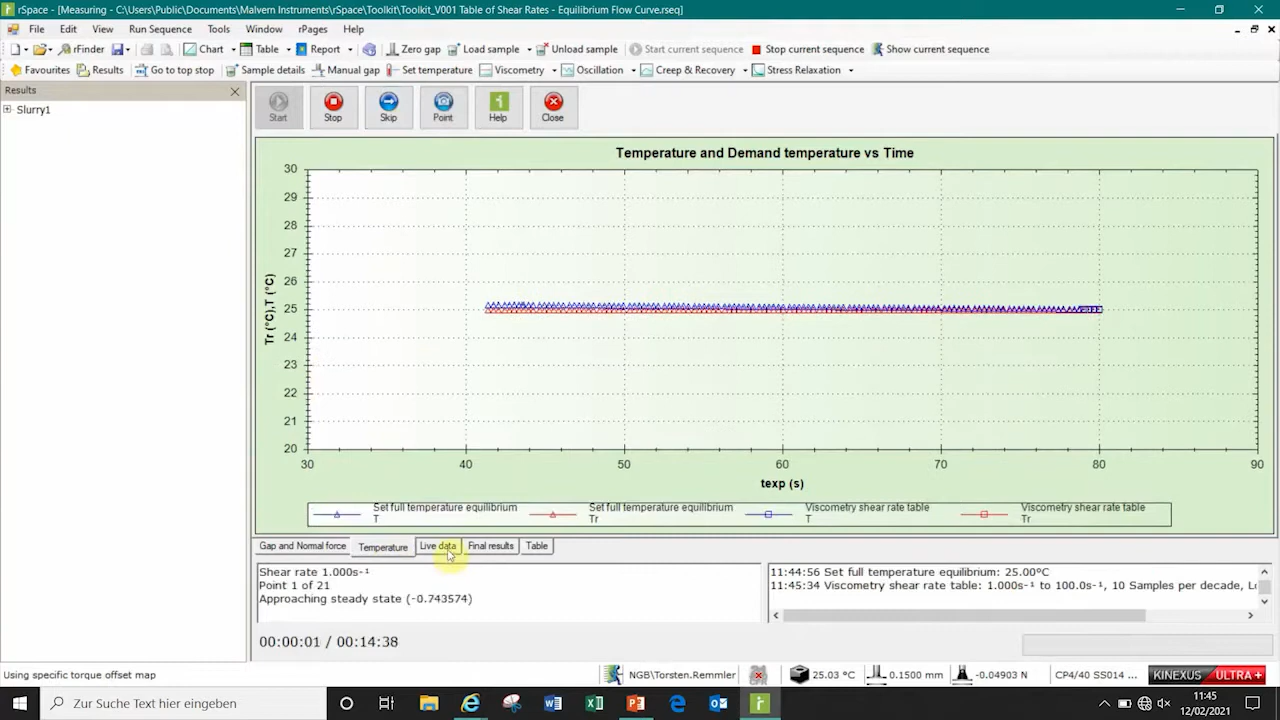 rSpace - [Measuring - C:\Users\Public\Documents\Malvern Instruments\rSpace\Toolkit\Toolkit_V001 Table of Shear Rates - Equilibrium Flow Curve.rseq]
File Edit View Run Sequence Tools Window rPages Help
rFinder Chart Table Report Zero gap Load sample Unload sample Start current sequence Stop current sequence Show current sequence
Favourites Results Go to top stop Sample details Manual gap Set temperature Viscometry Oscillation Creep & Recovery Stress Relaxation
Results
Slurry1
Start Stop Skip Point Help Close
Temperature and Demand temperature vs Time
30
29
28
27
26
25
24
23
22
21
20
Tr (°C),T (°C)
30 40 50 60 70 80 90
texp (s)
Set full temperature equilibrium Set full temperature equilibrium Viscometry shear rate table Viscometry shear rate table
T Tr T Tr
Gap and Normal force Temperature Live data Final results Table
Shear rate 1.000s⁻¹
Point 1 of 21
Approaching steady state (-0.743574)
11:44:56 Set full temperature equilibrium: 25.00°C
11:45:34 Viscometry shear rate table: 1.000s⁻¹ to 100.0s⁻¹, 10 Samples per decade,
00:00:01 / 00:14:38
Using specific torque offset map NGB\Torsten.Remmler 25.03 °C 0.1500 mm -0.04903 N CP4/40 SS014 ... KINEXUS ULTRA +
Zur Suche Text hier eingeben
11:45
12/02/2021